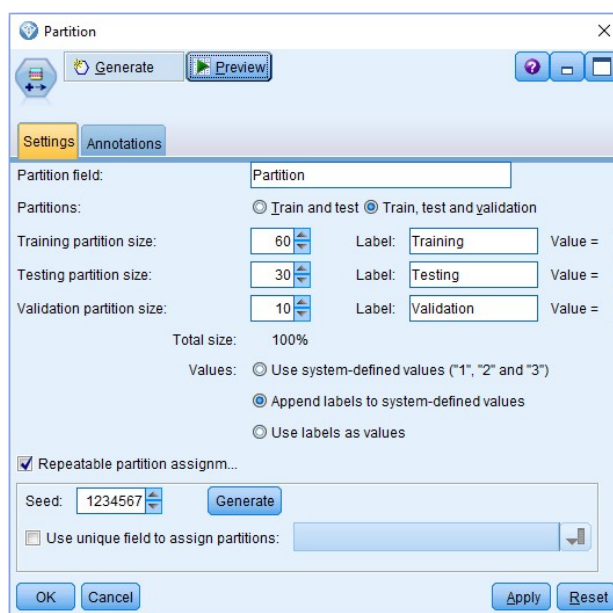 Partition
Generate Preview
Settings Annotations
Partition field: Partition
Partitions: Train and test Train, test and validation
Training partition size: 60 Label: Training Value =
Testing partition size: 30 Label: Testing Value =
Validation partition size: 10 Label: Validation Value =
Total size: 100%
Values: Use system-defined values ("1", "2" and "3")
Append labels to system-defined values
Use labels as values
Repeatable partition assignm...
Seed: 1234567 Generate
Use unique field to assign partitions:
OK Cancel Apply Reset